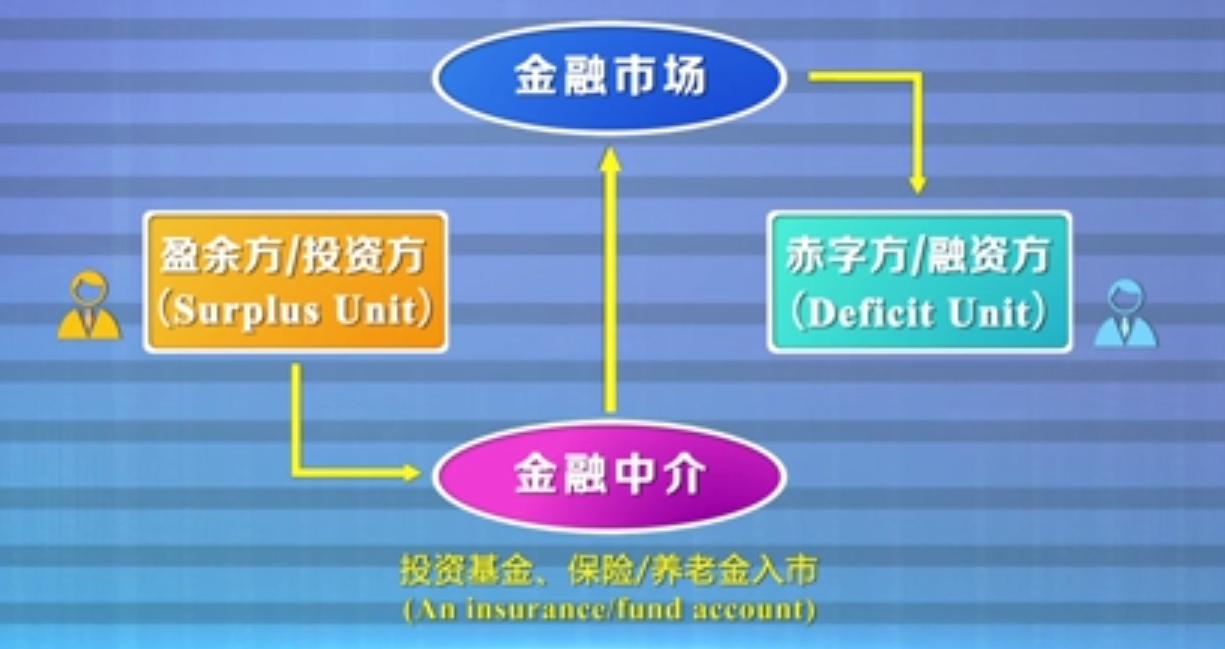 金融市场
盈余方/投资方
(Surplus Unit)
赤字方/融资方
(Deficit Unit)
金融中介
投资基金、保险/养老金入市
(An insurance/fund account)